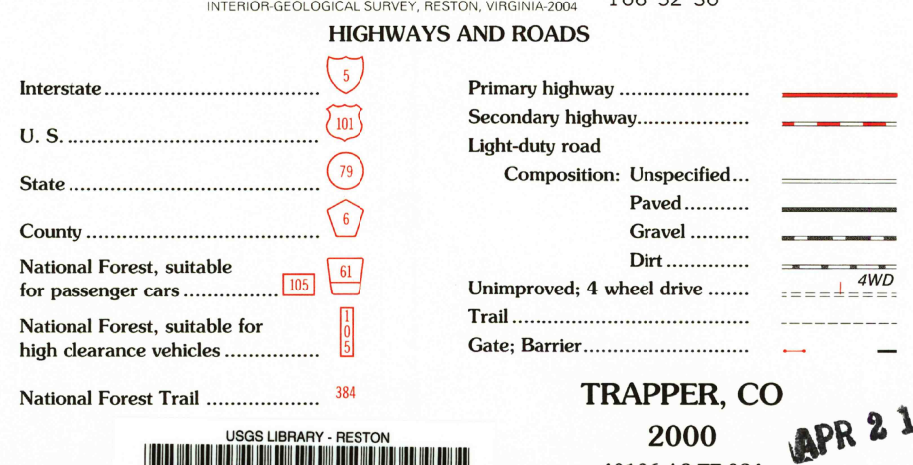 INTERIOR-GEOLOGICAL SURVEY, RESTON, VIRGINIA-2004
HIGHWAYS AND ROADS
Interstate 5
U. S. 101
State 79
County 6
National Forest, suitable
for passenger cars 105 61
National Forest, suitable for
high clearance vehicles 105
National Forest Trail 384
Primary highway
Secondary highway
Light-duty road
Composition: Unspecified
Paved
Gravel
Dirt
Unimproved; 4 wheel drive 4WD
Trail
Gate; Barrier
TRAPPER, CO
2000
APR 2 1
USGS LIBRARY - RESTON